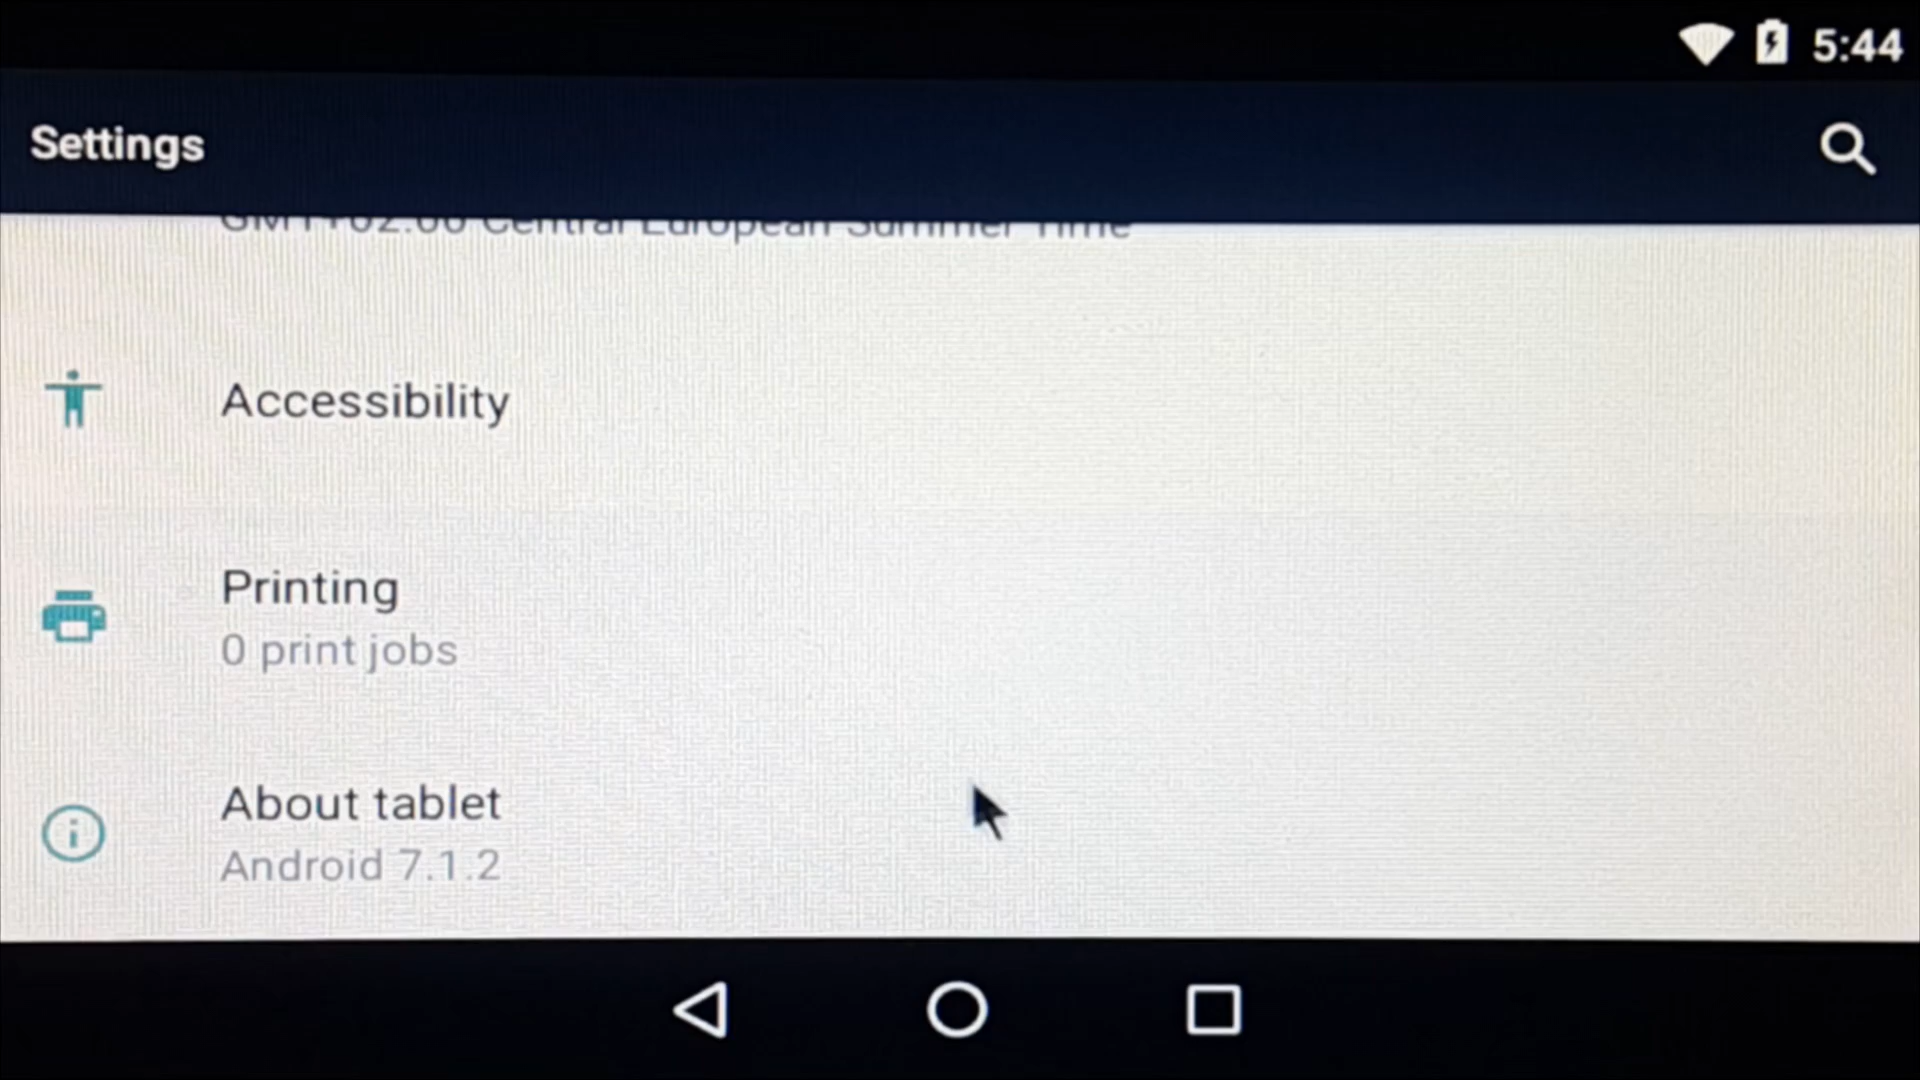 5:44
Settings
GMT+02:00 Central European Summer Time
Accessibility
Printing
0 print jobs
About tablet
Android 7.1.2